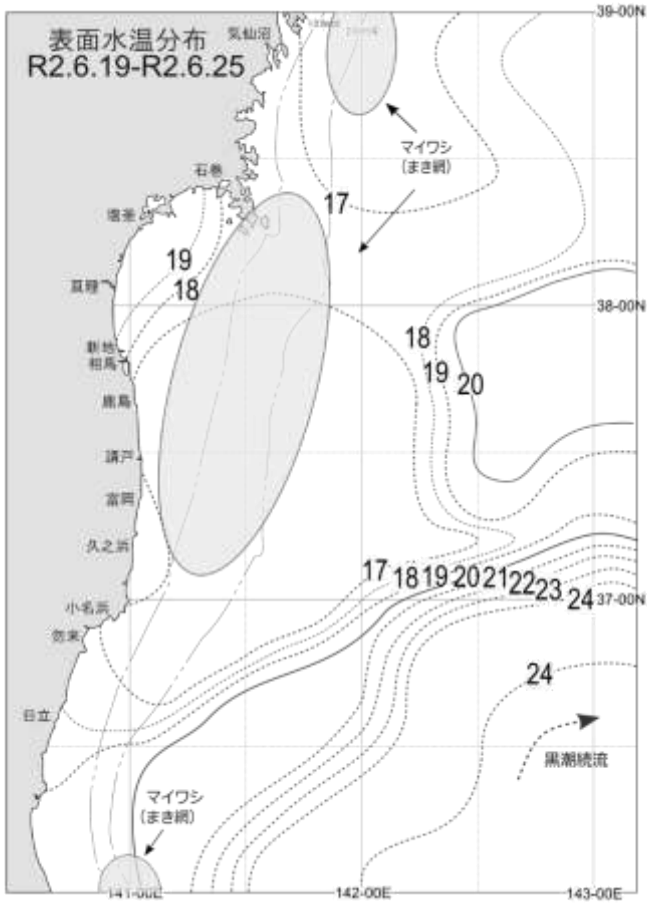 39-00N
表面水温分布
R2.6.19-R2.6.25
気仙沼
マイワシ
(まき網)
石巻
塩釜
17
19
18
亘理
38-00N
新地
相馬
18
19
20
鹿島
請戸
富岡
久之浜
17
18
19
20
21
22
23
24
37-00N
小名浜
勿来
24
日立
黒潮続流
マイワシ
(まき網)
141-00E
142-00E
143-00E